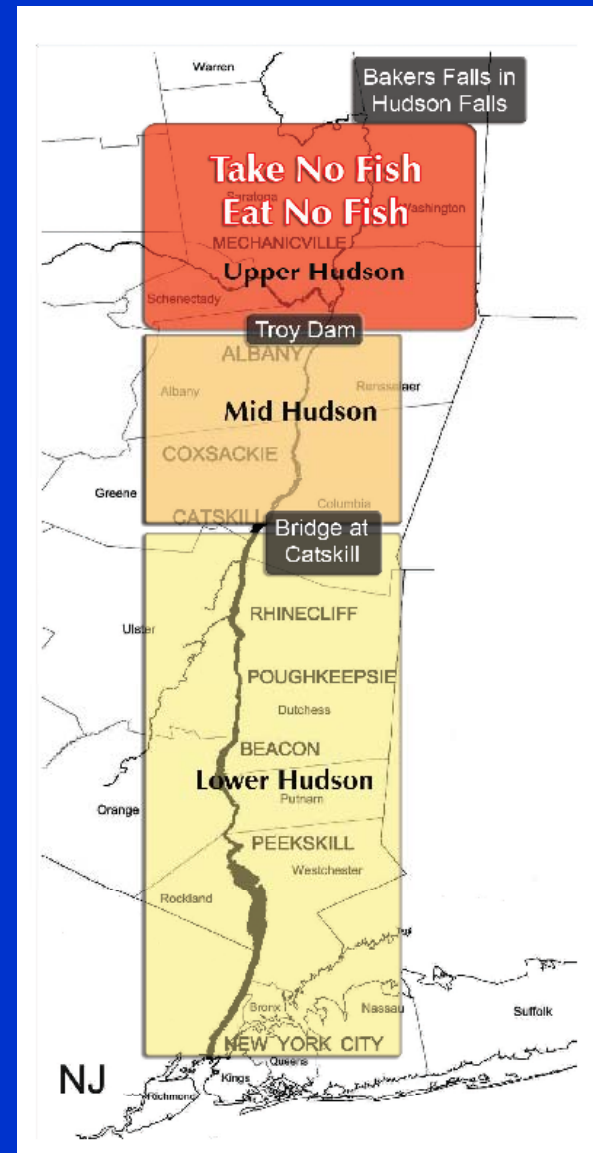 Warren
Bakers Falls in
Hudson Falls
Take No Fish
Saratoga
Eat No Fish
Washington
MECHANICVILLE
Upper Hudson
Schenectady
Troy Dam
ALBANY
Albany
Rensselaer
Mid Hudson
COXSACKIE
Greene
Columbia
CATSKILL
Bridge at
Catskill
RHINECLIFF
Ulster
POUGHKEEPSIE
Dutchess
BEACON
Lower Hudson
Putnam
Orange
PEEKSKILL
Westchester
Rockland
Bronx
Nassau
Suffolk
NEW YORK CITY
Queens
NJ
Kings
Richmond